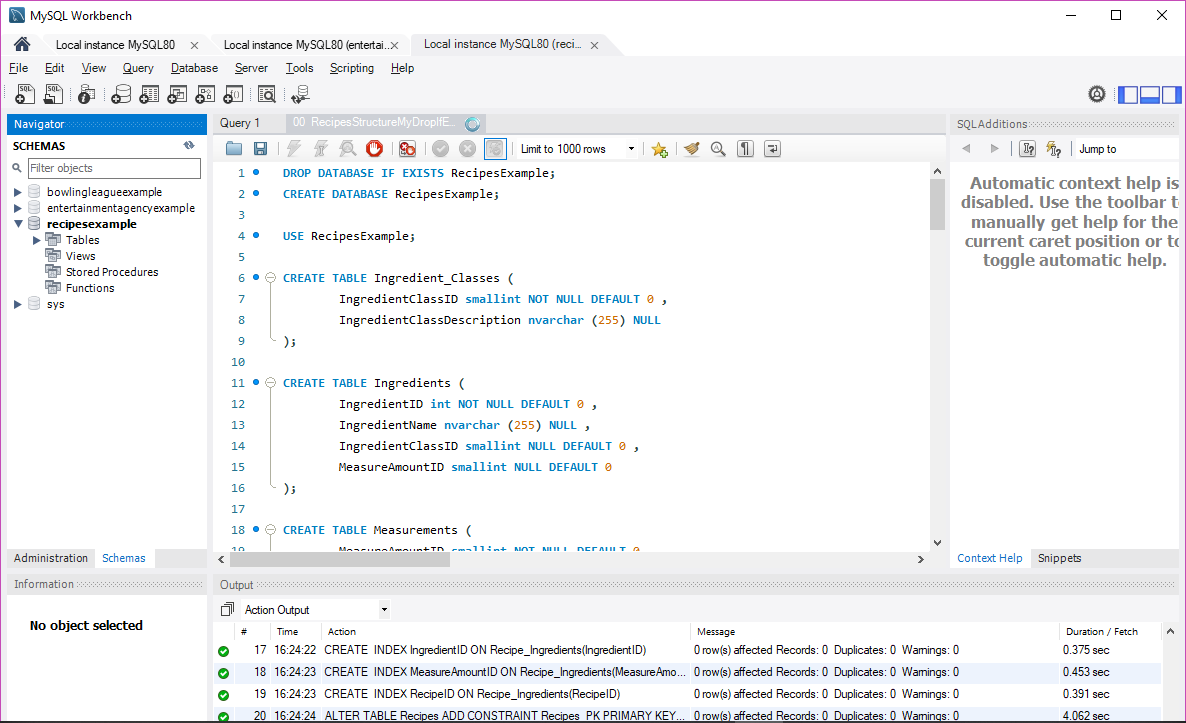 MySQL Workbench
Local instance MySQL80
Local instance MySQL80 (entertai...
Local instance MySQL80 (reci...
File Edit View Query Database Server Tools Scripting Help
Navigator
SCHEMAS
Filter objects
bowlingleagueexample
entertainmentagencyexample
recipesexample
Tables
Views
Stored Procedures
Functions
sys
Administration Schemas
Information
No object selected
Query 1
00 RecipesStructureMyDropIfE...
Limit to 1000 rows
1 DROP DATABASE IF EXISTS RecipesExample;
2 CREATE DATABASE RecipesExample;
3
4 USE RecipesExample;
5
6 CREATE TABLE Ingredient_Classes (
7 IngredientClassID smallint NOT NULL DEFAULT 0 ,
8 IngredientClassDescription nvarchar (255) NULL
9 );
10
11 CREATE TABLE Ingredients (
12 IngredientID int NOT NULL DEFAULT 0 ,
13 IngredientName nvarchar (255) NULL ,
14 IngredientClassID smallint NULL DEFAULT 0 ,
15 MeasureAmountID smallint NULL DEFAULT 0
16 );
17
18 CREATE TABLE Measurements (
19 MeasureAmountID smallint NOT NULL DEFAULT 0
SQLAdditions
Jump to
Automatic context help is
disabled. Use the toolbar t
manually get help for the
current caret position or to
toggle automatic help.
Context Help Snippets
Output
Action Output
# Time Action Message Duration / Fetch
17 16:24:22 CREATE INDEX IngredientID ON Recipe_Ingredients(IngredientID) 0 row(s) affected Records: 0 Duplicates: 0 Warnings: 0 0.375 sec
18 16:24:23 CREATE INDEX MeasureAmountID ON Recipe_Ingredients(MeasureAmo... 0 row(s) affected Records: 0 Duplicates: 0 Warnings: 0 0.453 sec
19 16:24:23 CREATE INDEX RecipeID ON Recipe_Ingredients(RecipeID) 0 row(s) affected Records: 0 Duplicates: 0 Warnings: 0 0.391 sec
20 16:24:24 ALTER TABLE Recipes ADD CONSTRAINT Recipes_PK PRIMARY KEY... 0 row(s) affected Records: 0 Duplicates: 0 Warnings: 0 4.062 sec